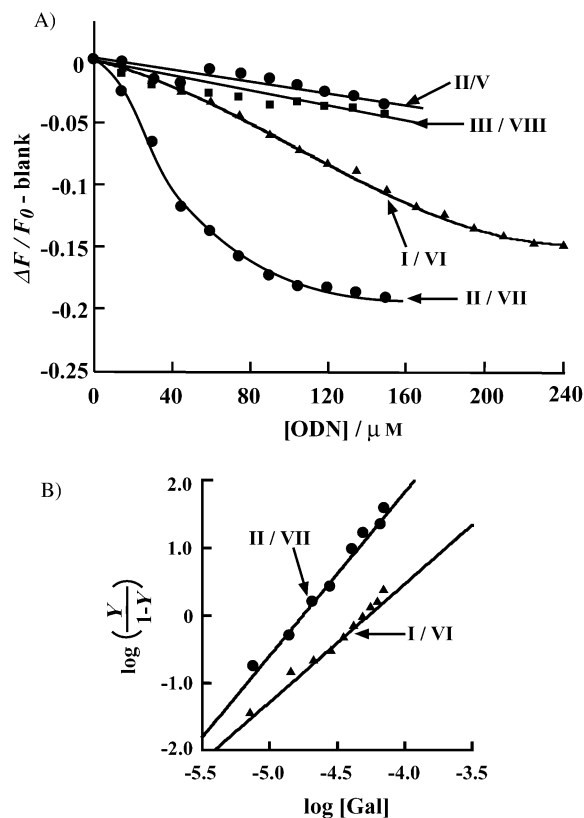 A)
0
-0.05
-0.1
-0.15
-0.2
-0.25
ΔF / F0 - blank
II/V
III / VIII
I / VI
II / VII
0 40 80 120 160 200 240
[ODN] / μ M
B)
2.0
1.0
0
-1.0
-2.0
log (Y/1-Y)
II / VII
I / VI
-5.5 -5.0 -4.5 -4.0 -3.5
log [Gal]